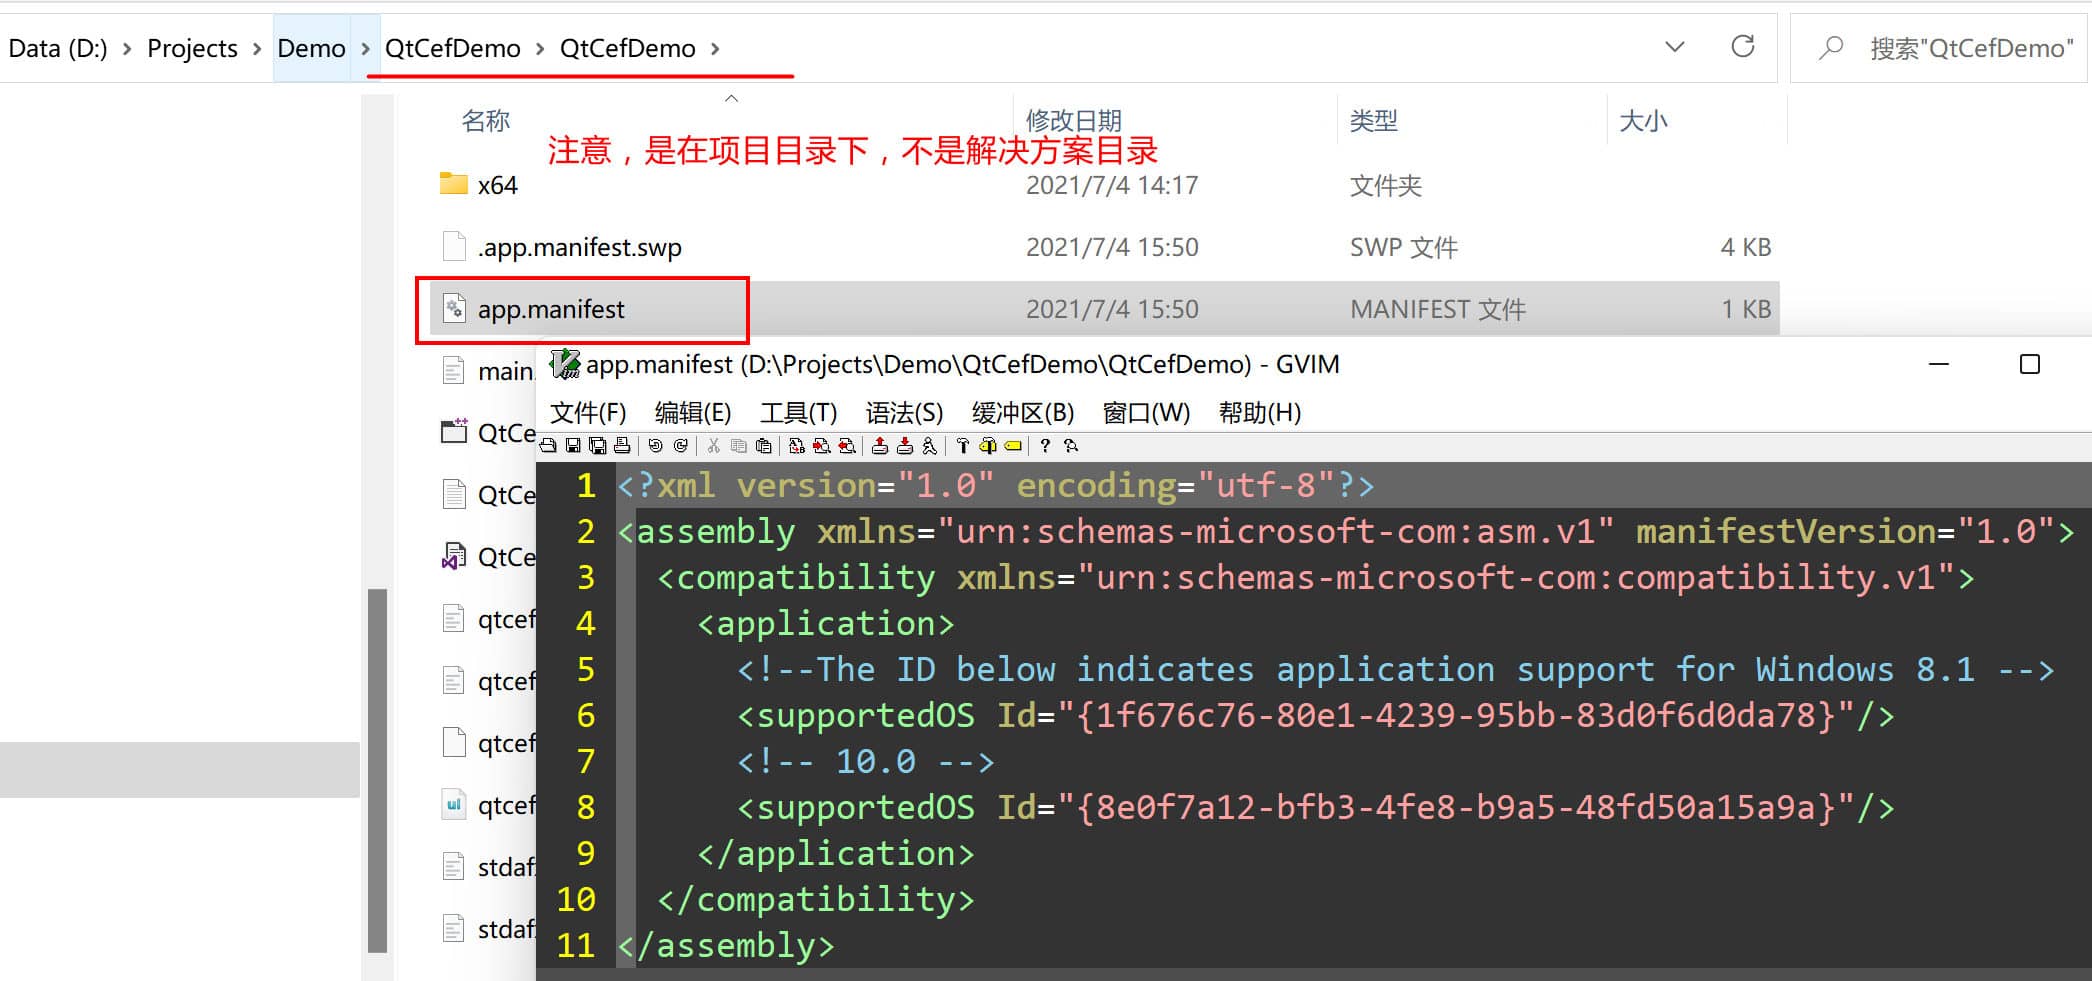 Data (D:) › Projects › Demo › QtCefDemo › QtCefDemo ›
搜索"QtCefDemo"
名称 修改日期 类型 大小
注意，是在项目目录下，不是解决方案目录
x64 2021/7/4 14:17 文件夹
.app.manifest.swp 2021/7/4 15:50 SWP 文件 4 KB
app.manifest 2021/7/4 15:50 MANIFEST 文件 1 KB
main.
QtCe
QtCe
QtCe
qtcef
qtcef
qtcef
qtcef
stdaf
stdaf
app.manifest (D:\Projects\Demo\QtCefDemo\QtCefDemo) - GVIM
文件(F) 编辑(E) 工具(T) 语法(S) 缓冲区(B) 窗口(W) 帮助(H)
1 <?xml version="1.0" encoding="utf-8"?>
2 <assembly xmlns="urn:schemas-microsoft-com:asm.v1" manifestVersion="1.0">
3 <compatibility xmlns="urn:schemas-microsoft-com:compatibility.v1">
4 <application>
5 <!--The ID below indicates application support for Windows 8.1 -->
6 <supportedOS Id="{1f676c76-80e1-4239-95bb-83d0f6d0da78}"/>
7 <!-- 10.0 -->
8 <supportedOS Id="{8e0f7a12-bfb3-4fe8-b9a5-48fd50a15a9a}"/>
9 </application>
10 </compatibility>
11 </assembly>